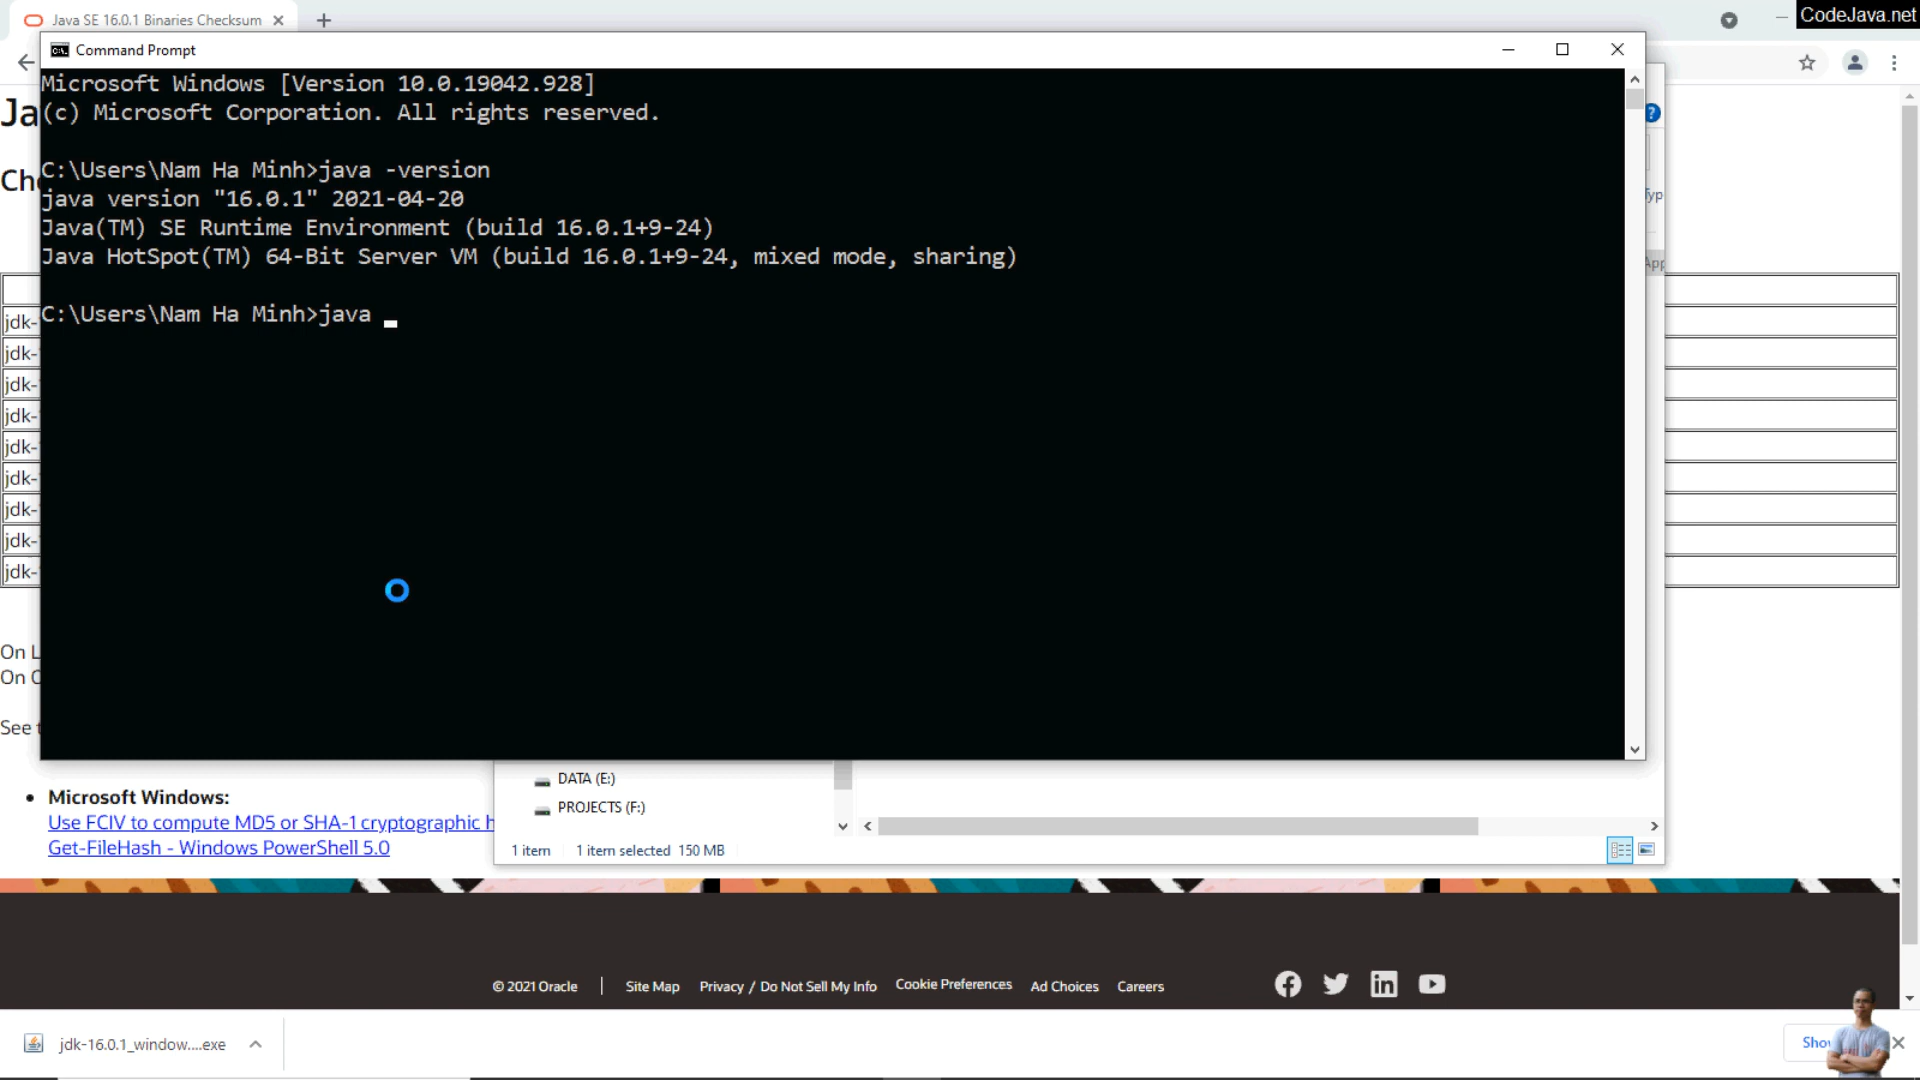 Java SE 16.0.1 Binaries Checksum
CodeJava.net
Command Prompt
Microsoft Windows [Version 10.0.19042.928]
(c) Microsoft Corporation. All rights reserved.
C:\Users\Nam Ha Minh>java -version
java version "16.0.1" 2021-04-20
Java(TM) SE Runtime Environment (build 16.0.1+9-24)
Java HotSpot(TM) 64-Bit Server VM (build 16.0.1+9-24, mixed mode, sharing)
C:\Users\Nam Ha Minh>java
Ja
Che
jdk-
jdk-
jdk-
jdk-
jdk-
jdk-
jdk-
jdk-
jdk-
On L
On
See
DATA (E:)
PROJECTS (F:)
1 item 1 item selected 150 MB
• Microsoft Windows:
Use FCIV to compute MD5 or SHA-1 cryptographic h
Get-FileHash - Windows PowerShell 5.0
© 2021 Oracle | Site Map Privacy / Do Not Sell My Info Cookie Preferences Ad Choices Careers
jdk-16.0.1_window....exe
Sho